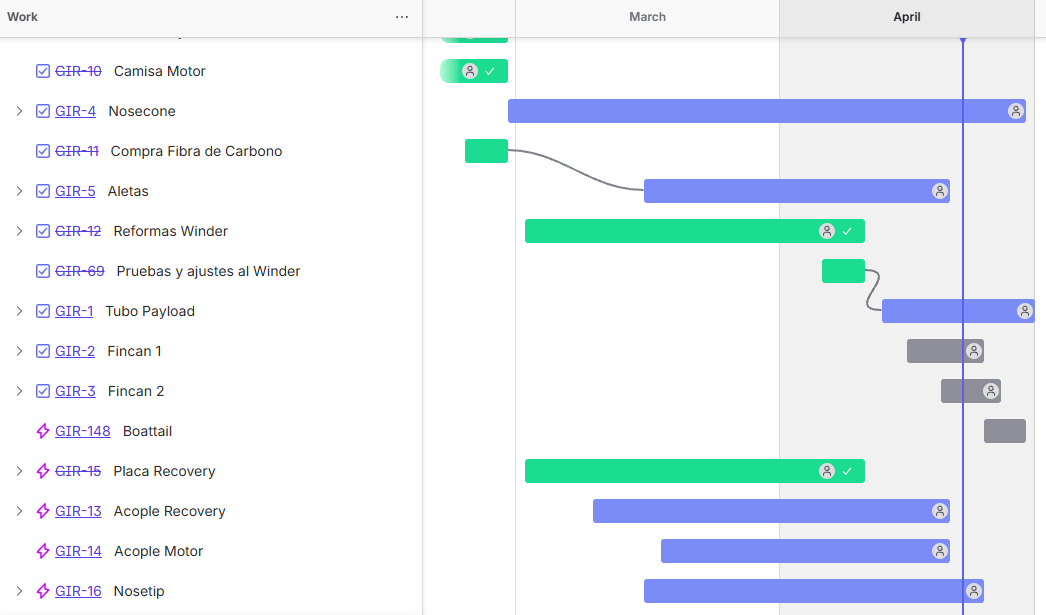 Work ... March April
GIR-10 Camisa Motor
GIR-4 Nosecone
GIR-11 Compra Fibra de Carbono
GIR-5 Aletas
GIR-12 Reformas Winder
GIR-69 Pruebas y ajustes al Winder
GIR-1 Tubo Payload
GIR-2 Fincan 1
GIR-3 Fincan 2
GIR-148 Boattail
GIR-15 Placa Recovery
GIR-13 Acople Recovery
GIR-14 Acople Motor
GIR-16 Nosetip